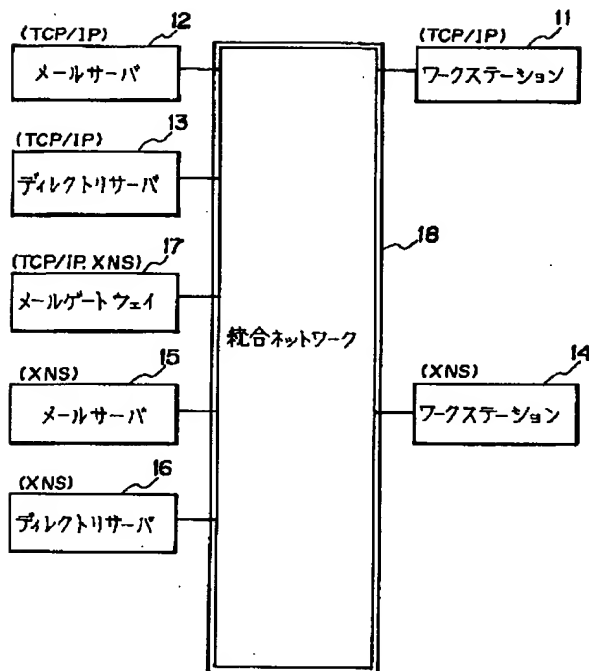 (TCP/IP) 12
メールサーバ
(TCP/IP) 13
ディレクトリサーバ
(TCP/IP, XNS) 17
メールゲートウェイ
(XNS) 15
メールサーバ
(XNS) 16
ディレクトリサーバ
統合ネットワーク
18
(TCP/IP) 11
ワークステーション
(XNS) 14
ワークステーション